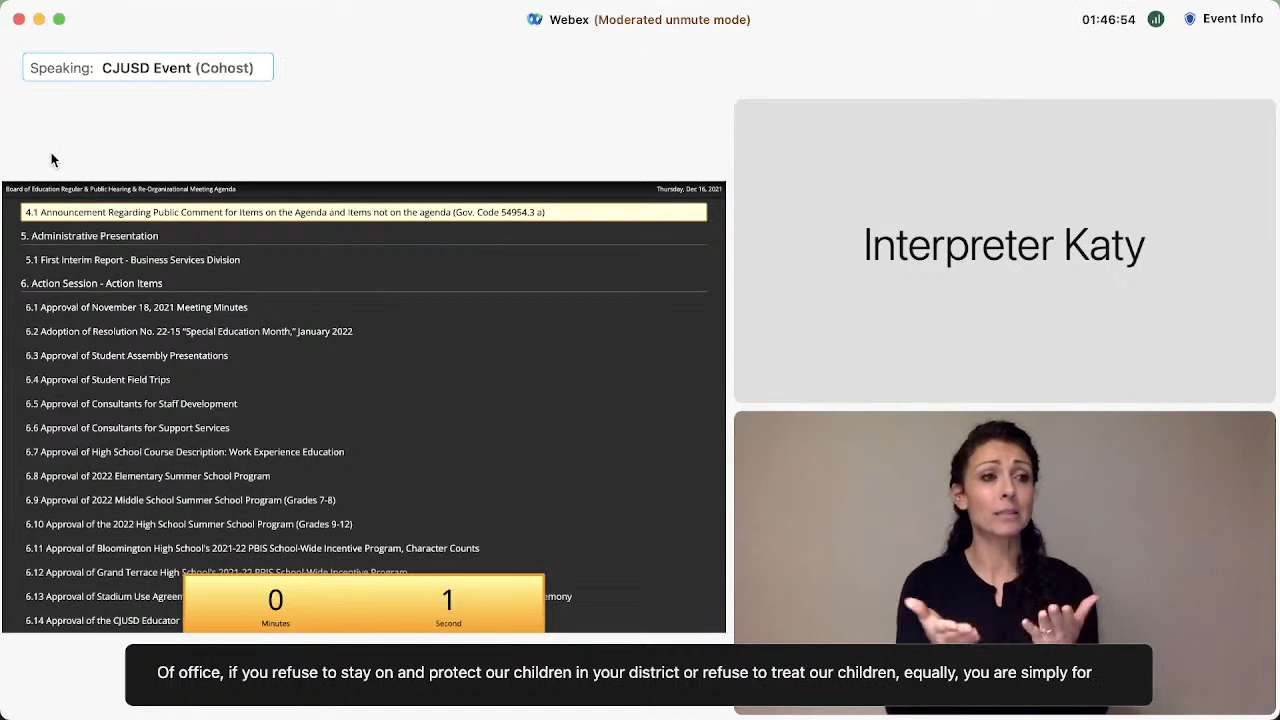 Webex (Moderated unmute mode)
01:46:54
Event Info
Speaking: CJUSD Event (Cohost)
Board of Education Regular & Public Hearing & Re-Organizational Meeting Agenda
Thursday, Dec 16, 2021
4.1 Announcement Regarding Public Comment for Items on the Agenda and Items not on the agenda (Gov. Code 54954.3 a)
5. Administrative Presentation
5.1 First Interim Report - Business Services Division
6. Action Session - Action Items
6.1 Approval of November 18, 2021 Meeting Minutes
6.2 Adoption of Resolution No. 22-15 "Special Education Month," January 2022
6.3 Approval of Student Assembly Presentations
6.4 Approval of Student Field Trips
6.5 Approval of Consultants for Staff Development
6.6 Approval of Consultants for Support Services
6.7 Approval of High School Course Description: Work Experience Education
6.8 Approval of 2022 Elementary Summer School Program
6.9 Approval of 2022 Middle School Summer School Program (Grades 7-8)
6.10 Approval of the 2022 High School Summer School Program (Grades 9-12)
6.11 Approval of Bloomington High School's 2021-22 PBIS School-Wide Incentive Program, Character Counts
6.12 Approval of Grand Terrace High School's 2021-22 PBIS School-Wide Incentive Program
6.13 Approval of Stadium Use Agreem
6.14 Approval of the CJUSD Educator
0 1
Minutes Second
Interpreter Katy
Of office, if you refuse to stay on and protect our children in your district or refuse to treat our children, equally, you are simply for